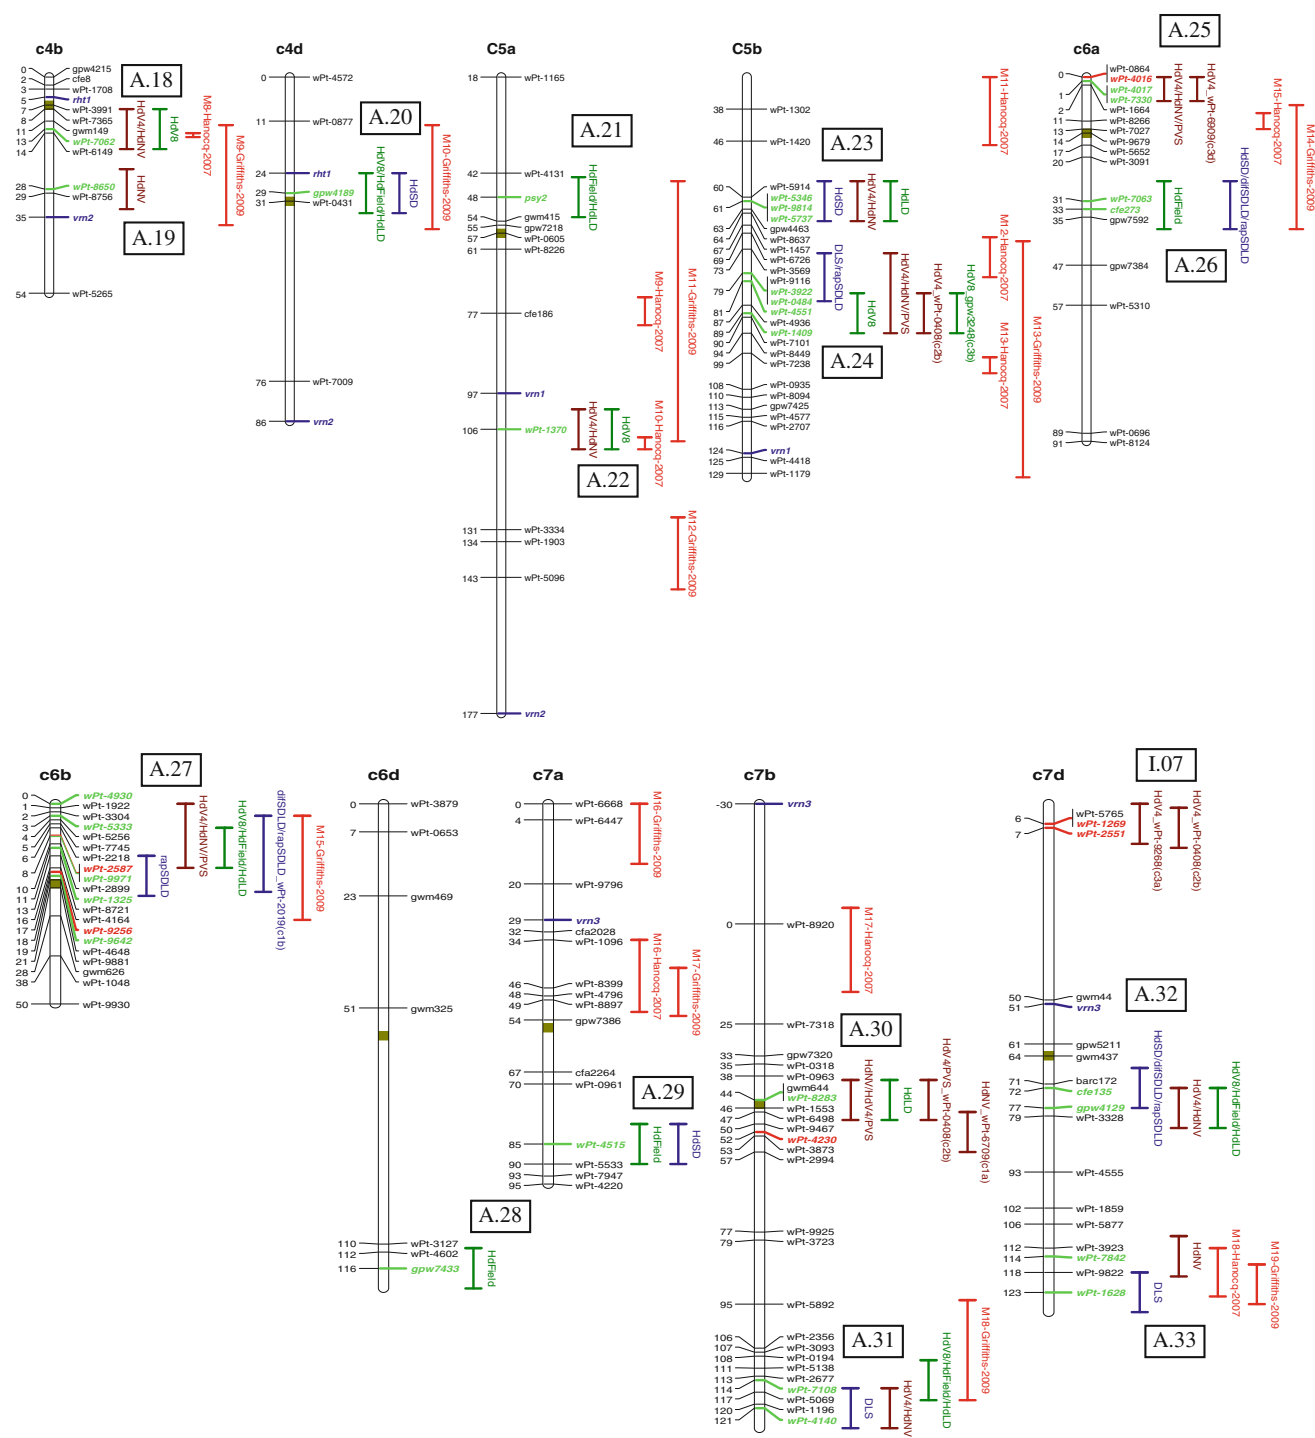 c4b
A.18
0 gpw4215
2 cfe8
3 wPt-1708
5 rht1
7 wPt-3991
8 wPt-7365
11 gwm149
13 wPt-7062
14 wPt-6149
28 wPt-8650
29 wPt-8756
35 vrn2
54 wPt-5265
HdV4/HdNV
HdV8
M8-Hanocq-2007
M9-Griffiths-2009
HdNV
A.19
c4d
A.20
0 wPt-4572
11 wPt-0877
24 rht1
29 gpw4189
31 wPt-0431
76 wPt-7009
86 vrn2
HdV8/HdField/HdLD
HdSD
M10-Griffiths-2009
C5a
A.21
18 wPt-1165
42 wPt-4131
48 psy2
54 gwm415
55 gpw7218
57 wPt-0605
61 wPt-8226
77 cfe186
97 vrn1
106 wPt-1370
131 wPt-3334
134 wPt-1903
143 wPt-5096
177 vrn2
HdField/HdLD
M9-Hanocq-2007
M11-Griffiths-2009
HdV4/HdNV
HdV8
M10-Hanocq-2007
A.22
M12-Griffiths-2009
C5b
A.23
38 wPt-1302
46 wPt-1420
60 wPt-5914
wPt-5346
61 wPt-9814
wPt-5737
63 gpw4463
64 wPt-8637
67 wPt-1457
69 wPt-6726
73 wPt-3569
wPt-9116
79 wPt-3922
wPt-0484
81 wPt-4551
87 wPt-4936
89 wPt-1409
90 wPt-7101
94 wPt-8449
99 wPt-7238
108 wPt-0935
110 wPt-8094
113 gpw7425
115 wPt-4577
116 wPt-2707
124 vrn1
125 wPt-4418
129 wPt-1179
M11-Hanocq-2007
HdSD
HdV4/HdNV
HdLD
DLS/rapSDLD
HdV8
HdV4/HdNV/PVS
HdV4_wPt-0408(c2b)
HdV8_gpw3248(c3b)
M12-Hanocq-2007
M13-Hanocq-2007
M13-Griffiths-2009
A.24
c6a
A.25
0 wPt-0864
wPt-4016
1 wPt-4017
wPt-7330
2 wPt-1664
11 wPt-8266
13 wPt-7027
14 wPt-9679
17 wPt-5652
20 wPt-3091
31 wPt-7063
33 cfe273
35 gpw7592
47 gpw7384
57 wPt-5310
89 wPt-0696
91 wPt-8124
HdV4/HdNV/PVS
HdV4_wPt-6909(c3d)
M15-Hanocq-2007
M14-Griffiths-2009
HdField
HdSD/difSDLD/rapSDLD
A.26
c6b
A.27
0 wPt-4930
1 wPt-1922
2 wPt-3304
3 wPt-5333
4 wPt-5256
5 wPt-7745
6 wPt-2218
8 wPt-2587
wPt-9971
10 wPt-2899
11 wPt-1325
13 wPt-8721
16 wPt-4164
17 wPt-9256
18 wPt-9642
19 wPt-4648
21 wPt-9881
28 gwm626
38 wPt-1048
50 wPt-9930
rapSDLD
HdV4/HdNV/PVS
HdV8/HdField/HdLD
difSDLD/rapSDLD_wPt-2019(c1b)
M15-Griffiths-2009
c6d
0 wPt-3879
7 wPt-0653
23 gwm469
51 gwm325
110 wPt-3127
112 wPt-4602
116 gpw7433
A.28
HdField
c7a
0 wPt-6668
4 wPt-6447
20 wPt-9796
29 vrn3
32 cfa2028
34 wPt-1096
46 wPt-8399
48 wPt-4796
49 wPt-8897
54 gpw7386
67 cfa2264
70 wPt-0961
85 wPt-4515
90 wPt-5533
93 wPt-7947
95 wPt-4220
M16-Griffiths-2009
M16-Hanocq-2007
M17-Griffiths-2009
A.29
HdField
HdSD
c7b
-30 vrn3
0 wPt-8920
25 wPt-7318
33 gpw7320
35 wPt-0318
38 wPt-0963
44 gwm644
wPt-8283
46 wPt-1553
47 wPt-6498
50 wPt-9467
52 wPt-4230
53 wPt-3873
57 wPt-2994
77 wPt-9925
79 wPt-3723
95 wPt-5892
106 wPt-2356
107 wPt-3093
108 wPt-0194
111 wPt-5138
113 wPt-2677
114 wPt-7108
117 wPt-5069
120 wPt-1196
121 wPt-4140
M17-Hanocq-2007
A.30
HdNV/HdV4/PVS
HdLD
HdV4/PVS_wPt-0408(c2b)
HdNV_wPt-6709(c1a)
A.31
DLS
HdV4/HdNV
HdV8/HdField/HdLD
M18-Griffiths-2009
c7d
I.07
6 wPt-5765
wPt-1269
7 wPt-2551
50 gwm44
51 vrn3
61 gpw5211
64 gwm437
71 barc172
72 cfe135
77 gpw4129
79 wPt-3328
93 wPt-4555
102 wPt-1859
106 wPt-5877
112 wPt-3923
114 wPt-7842
118 wPt-9822
123 wPt-1628
HdV4_wPt-9268(c3a)
HdV4_wPt-0408(c2b)
A.32
HdSD/difSDLD/rapSDLD
HdV4/HdNV
HdV8/HdField/HdLD
DLS
HdNV
M18-Hanocq-2007
M19-Griffiths-2009
A.33